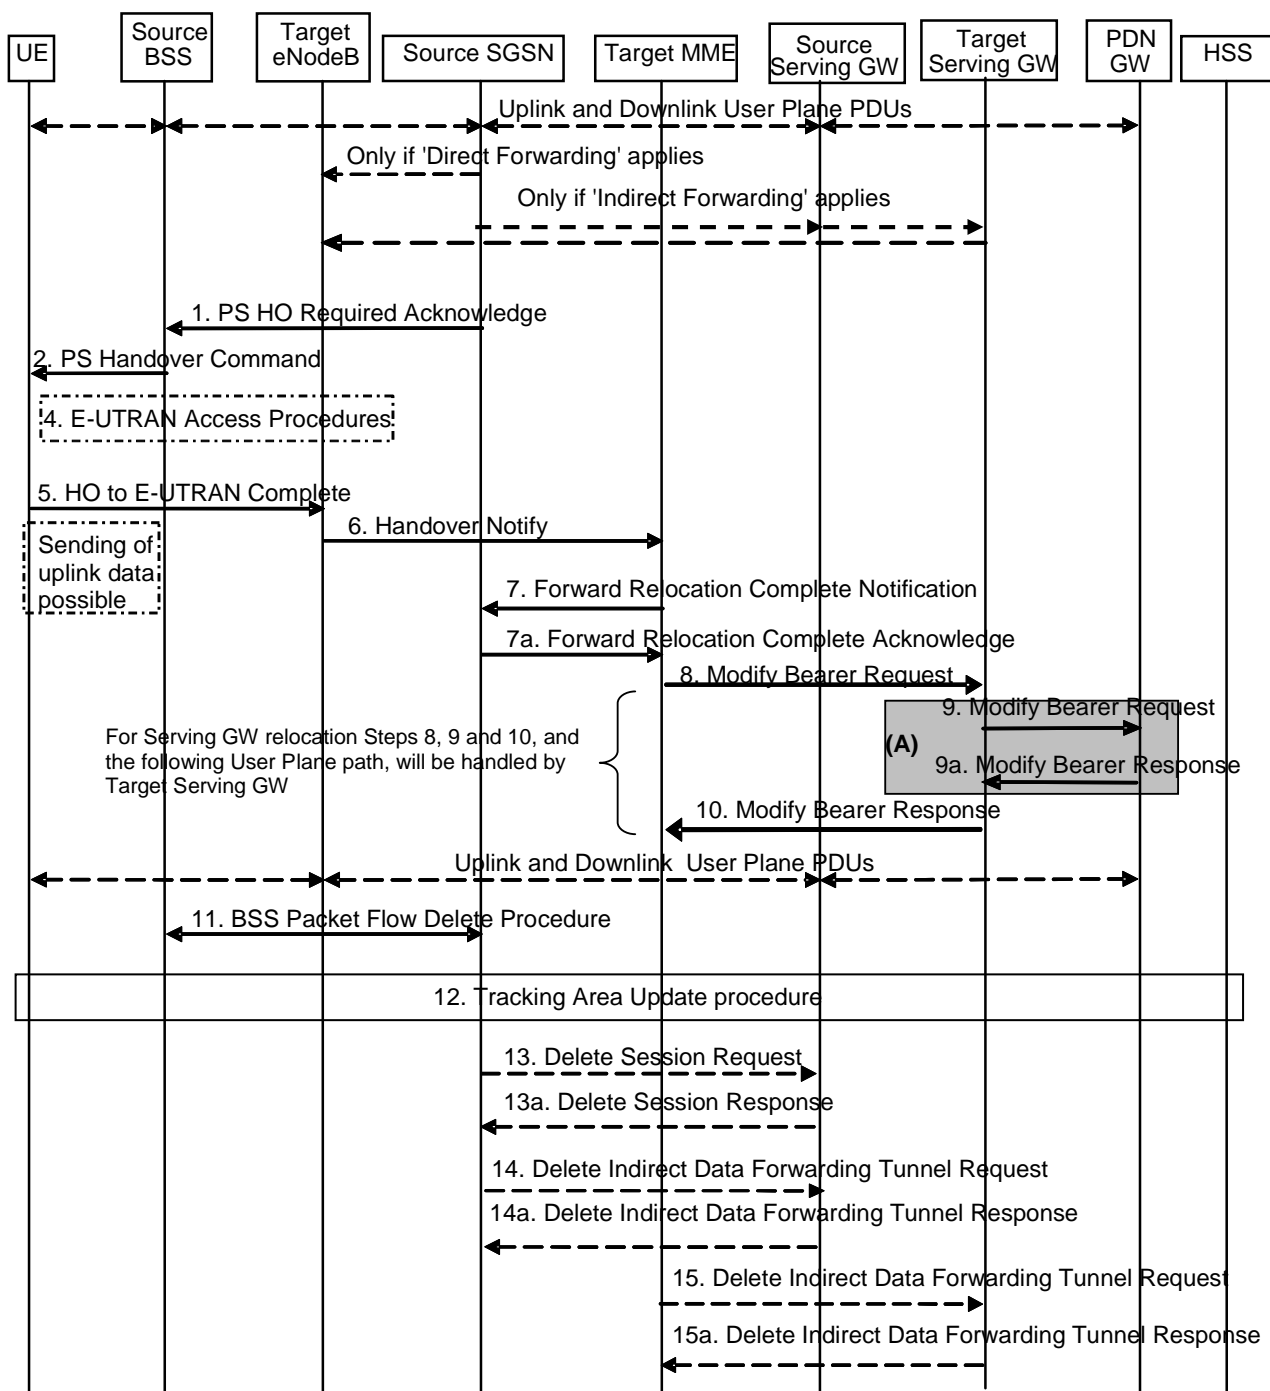 UE
Source
BSS
Target
eNodeB
Source SGSN
Target MME
Source
Serving GW
Target
Serving GW
PDN
GW
HSS
Uplink and Downlink User Plane PDUs
Only if 'Direct Forwarding' applies
Only if 'Indirect Forwarding' applies
1. PS HO Required Acknowledge
2. PS Handover Command
4. E-UTRAN Access Procedures
5. HO to E-UTRAN Complete
6. Handover Notify
Sending of
uplink data
possible
7. Forward Relocation Complete Notification
7a. Forward Relocation Complete Acknowledge
8. Modify Bearer Request
9. Modify Bearer Request
(A)
9a. Modify Bearer Response
For Serving GW relocation Steps 8, 9 and 10, and
the following User Plane path, will be handled by
Target Serving GW
10. Modify Bearer Response
Uplink and Downlink User Plane PDUs
11. BSS Packet Flow Delete Procedure
12. Tracking Area Update procedure
13. Delete Session Request
13a. Delete Session Response
14. Delete Indirect Data Forwarding Tunnel Request
14a. Delete Indirect Data Forwarding Tunnel Response
15. Delete Indirect Data Forwarding Tunnel Request
15a. Delete Indirect Data Forwarding Tunnel Response